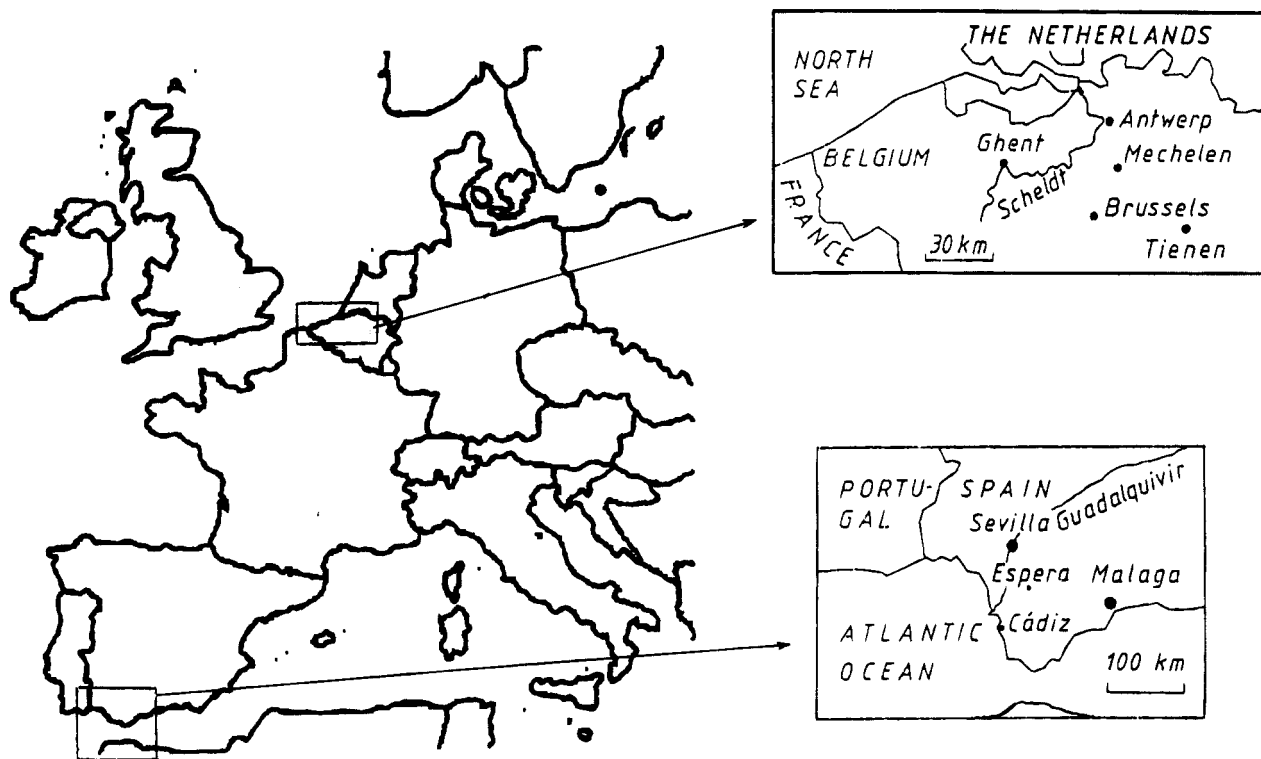 THE NETHERLANDS
NORTH
SEA
Antwerp
Ghent
BELGIUM
Mechelen
Scheldt
FRANCE
Brussels
30 km
Tienen
PORTU-
GAL
SPAIN
Sevilla
Guadalquivir
Espera
Malaga
Cádiz
ATLANTIC
OCEAN
100 km